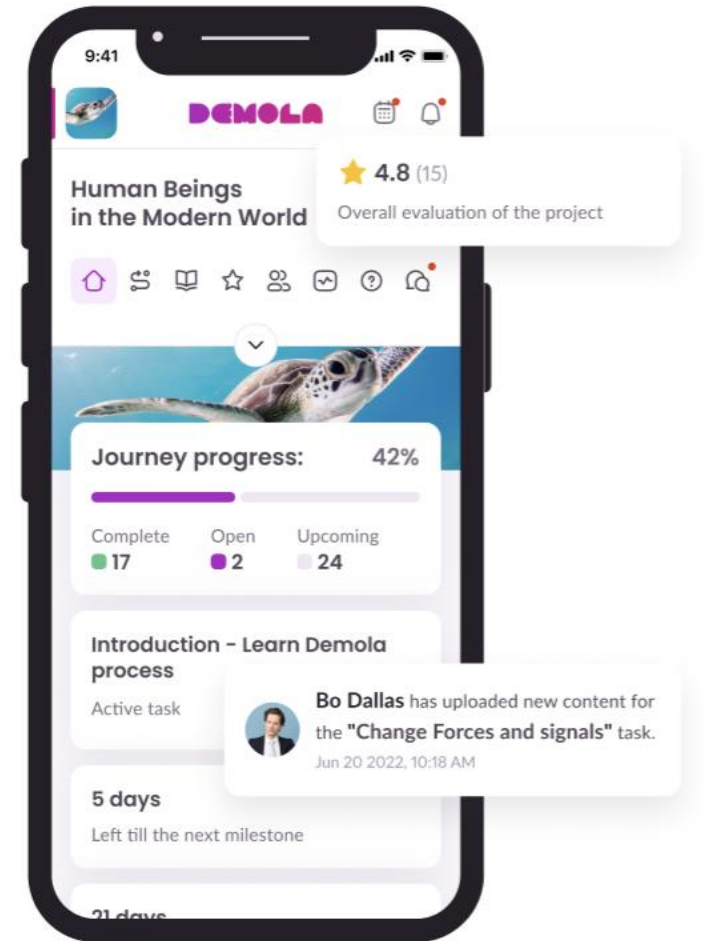 9:41
DEMOLA
4.8 (15)
Overall evaluation of the project
Human Beings
in the Modern World
Journey progress:
42%
Complete
Open
Upcoming
17
2
24
Introduction - Learn Demola
process
Active task
Bo Dallas has uploaded new content for
the "Change Forces and signals" task.
Jun 20 2022, 10:18 AM
5 days
Left till the next milestone
21 days